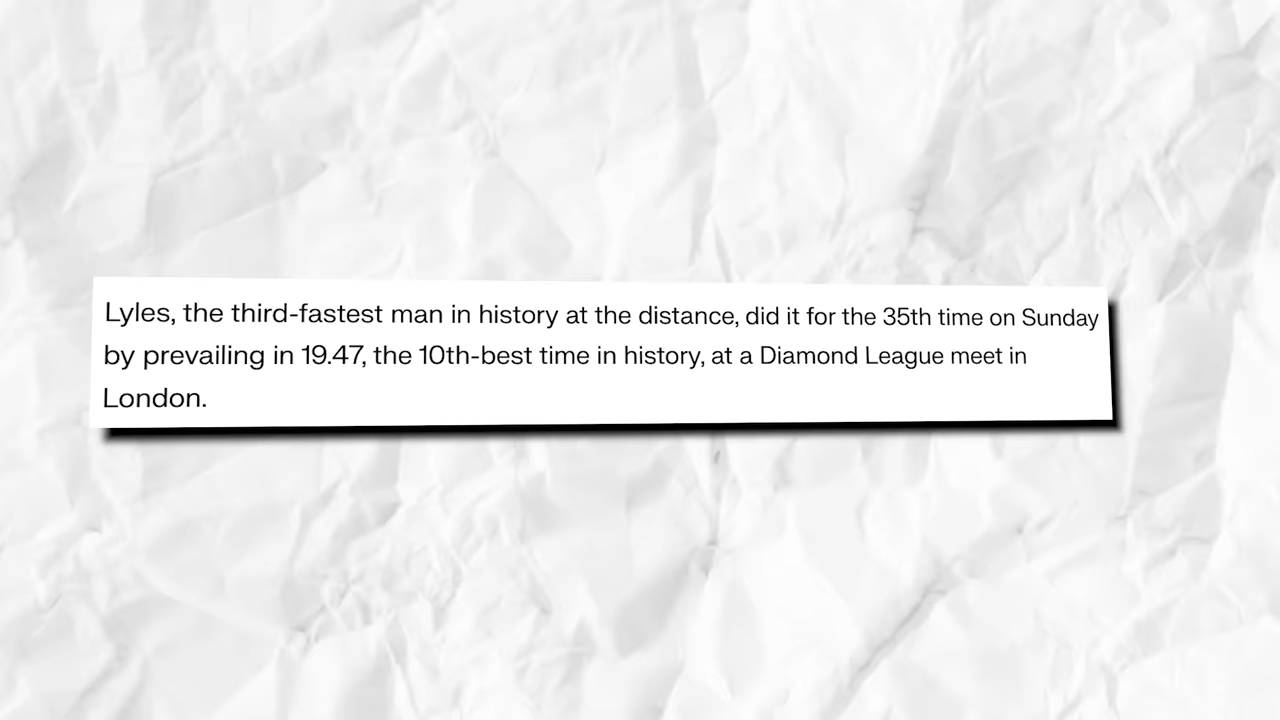 Lyles, the third-fastest man in history at the distance, did it for the 35th time on Sunday
by prevailing in 19.47, the 10th-best time in history, at a Diamond League meet in
London.